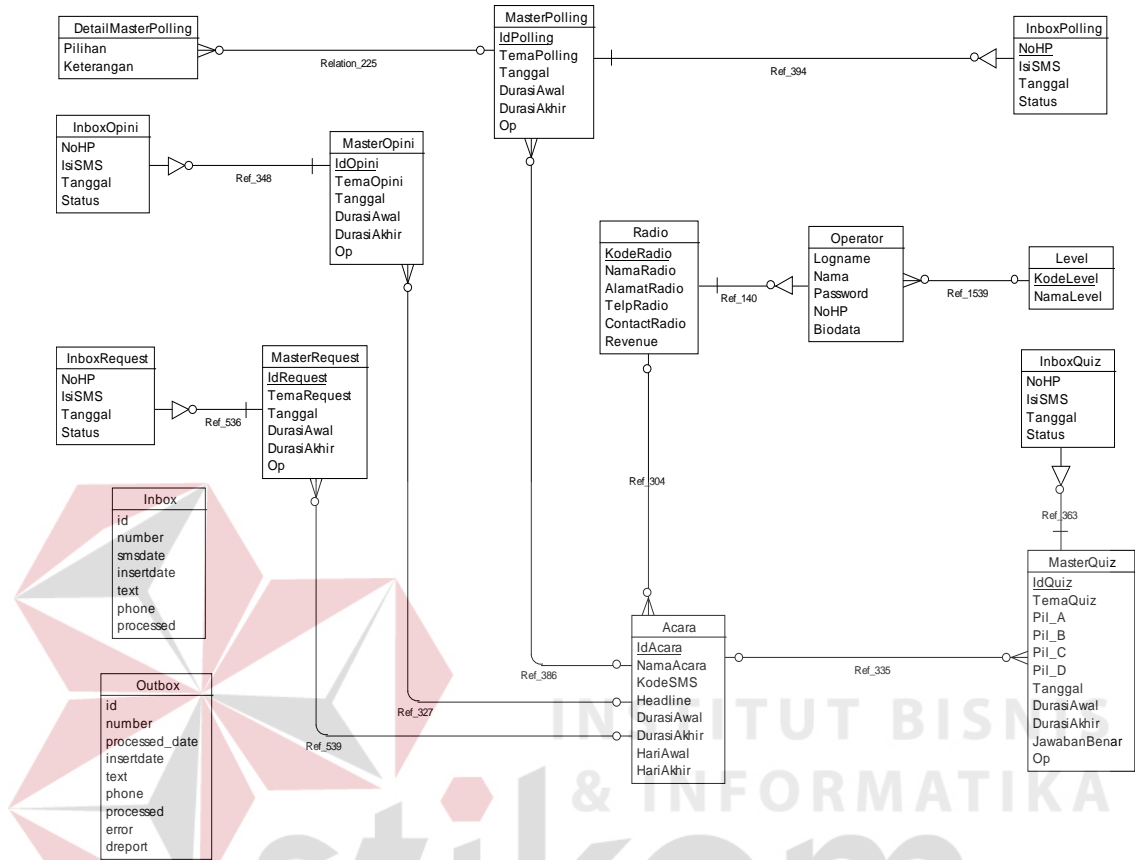 DetailMasterPolling
Pilihan
Keterangan
Relation_225
MasterPolling
IdPolling
TemaPolling
Tanggal
DurasiAwal
DurasiAkhir
Op
Ref_394
InboxPolling
NoHP
IsiSMS
Tanggal
Status
InboxOpini
NoHP
IsiSMS
Tanggal
Status
Ref_348
MasterOpini
IdOpini
TemaOpini
Tanggal
DurasiAwal
DurasiAkhir
Op
Radio
KodeRadio
NamaRadio
AlamatRadio
TelpRadio
ContactRadio
Revenue
Ref_140
Operator
Logname
Nama
Password
NoHP
Biodata
Ref_1539
Level
KodeLevel
NamaLevel
InboxRequest
NoHP
IsiSMS
Tanggal
Status
Ref_536
MasterRequest
IdRequest
TemaRequest
Tanggal
DurasiAwal
DurasiAkhir
Op
InboxQuiz
NoHP
IsiSMS
Tanggal
Status
Ref_304
Ref_363
Inbox
id
number
smsdate
insertdate
text
phone
processed
MasterQuiz
IdQuiz
TemaQuiz
Pil_A
Pil_B
Pil_C
Pil_D
Tanggal
DurasiAwal
DurasiAkhir
JawabanBenar
Op
Acara
IdAcara
NamaAcara
KodeSMS
Headline
DurasiAwal
DurasiAkhir
HariAwal
HariAkhir
Ref_335
Ref_386
Ref_327
Ref_539
Outbox
id
number
processed_date
insertdate
text
phone
processed
error
dreport
INSTITUT BISNIS
& INFORMATIKA
stikom